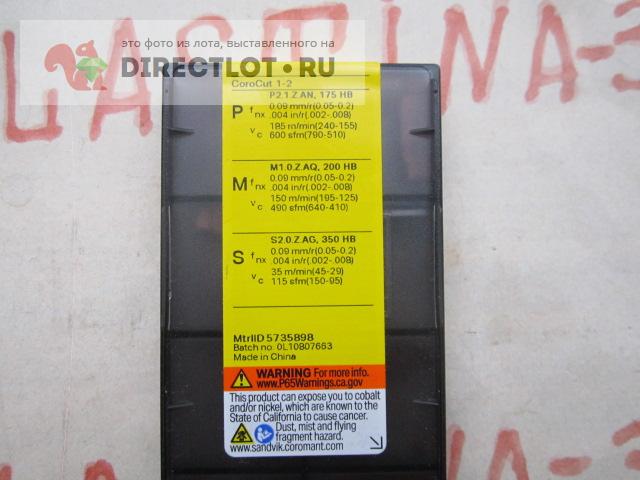 это фото из лота, выставленного на
DIRECTLOT.RU
LASTINA-3
CoroCut 1-2
P2.1.Z.AN, 175 HB
P fnx 0.09 mm/r(0.05-0.2)
.004 in/r(.002-.008)
vc 185 m/min(240-155)
600 sfm(790-510)
M1.0.Z.AQ, 200 HB
M fnx 0.09 mm/r(0.05-0.2)
.004 in/r(.002-.008)
vc 150 m/min(195-125)
490 sfm(640-410)
S2.0.Z.AG, 350 HB
S fnx 0.09 mm/r(0.05-0.2)
.004 in/r(.002-.008)
vc 35 m/min(45-29)
115 sfm(150-95)
MtrlID 5735898
Batch no: 0L10807663
Made in China
WARNING For more info.
www.P65Warnings.ca.gov
This product can expose you to cobalt
and/or nickel, which are known to the
State of California to cause cancer.
Dust, mist and flying
fragment hazard.
www.sandvik.coromant.com